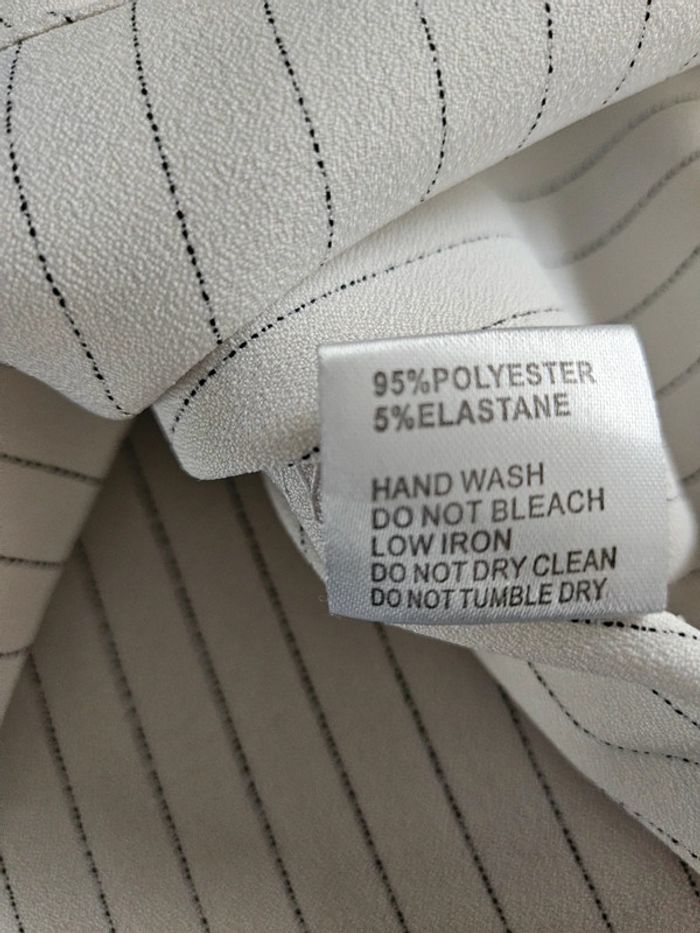 95%POLYESTER
5%ELASTANE
HAND WASH
DO NOT BLEACH
LOW IRON
DO NOT DRY CLEAN
DO NOT TUMBLE DRY